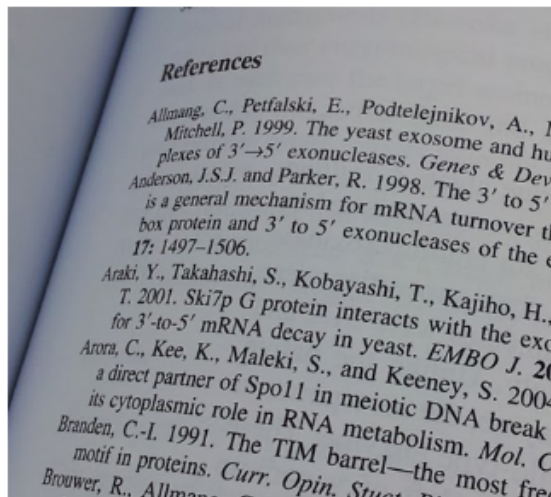 References
Allmang, C., Petfalski, E., Podtelejnikov, A.,
Mitchell, P. 1999. The yeast exosome and hu
plexes of 3′→5′ exonucleases. Genes & Dev
Anderson, J.S.J. and Parker, R. 1998. The 3′ to 5′
is a general mechanism for mRNA turnover th
box protein and 3′ to 5′ exonucleases of the e
17: 1497–1506.
Araki, Y., Takahashi, S., Kobayashi, T., Kajiho, H.,
T. 2001. Ski7p G protein interacts with the exo
for 3′-to-5′ mRNA decay in yeast. EMBO J. 20
Arora, C., Kee, K., Maleki, S., and Keeney, S. 2004
a direct partner of Spo11 in meiotic DNA break
its cytoplasmic role in RNA metabolism. Mol. C
Branden, C.-I. 1991. The TIM barrel—the most fre
motif in proteins. Curr. Opin.
Brouwer, R., Allmang,